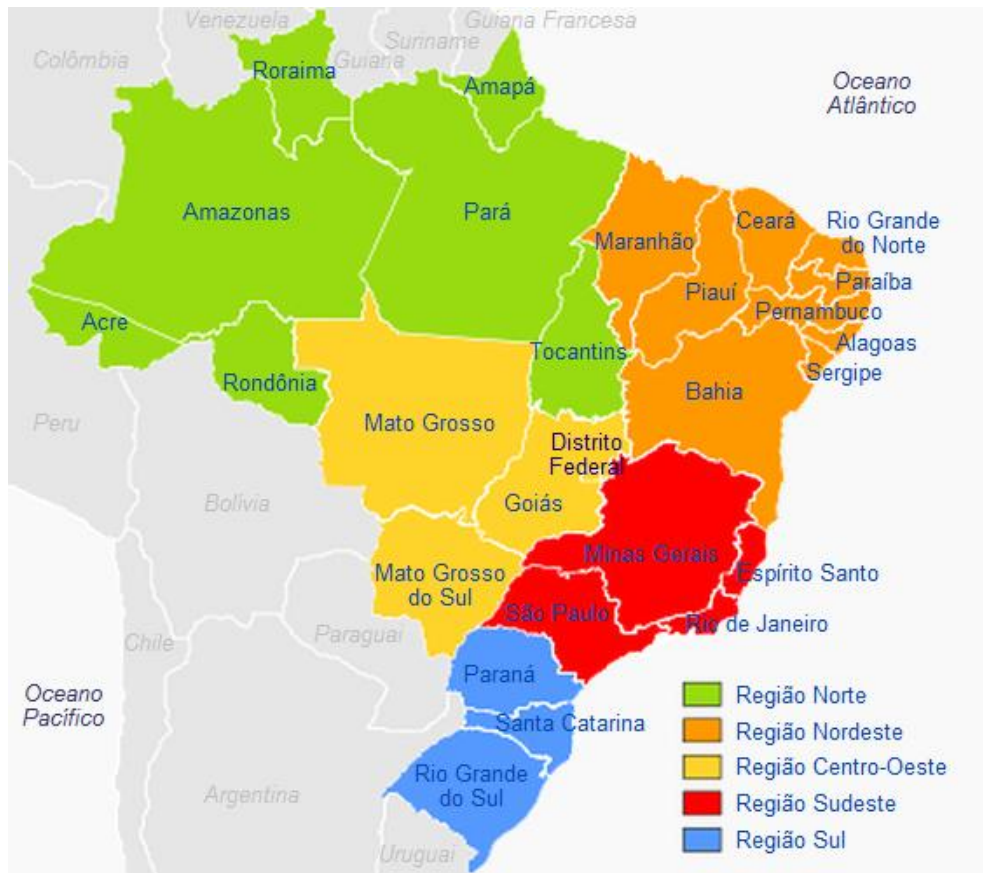 Venezuela
Guiana Francesa
Suriname
Colômbia
Guiana
Roraima
Amapá
Oceano
Atlântico
Amazonas
Pará
Ceará
Rio Grande
do Norte
Maranhão
Paraíba
Piauí
Pernambuco
Acre
Alagoas
Tocantins
Sergipe
Rondônia
Bahia
Peru
Mato Grosso
Distrito
Federal
Bolívia
Goiás
Minas Gerais
Mato Grosso
do Sul
Espírito Santo
São Paulo
Rio de Janeiro
Paraguai
Chile
Paraná
Oceano
Pacífico
Santa Catarina
Rio Grande
do Sul
Argentina
Uruguai
Região Norte
Região Nordeste
Região Centro-Oeste
Região Sudeste
Região Sul